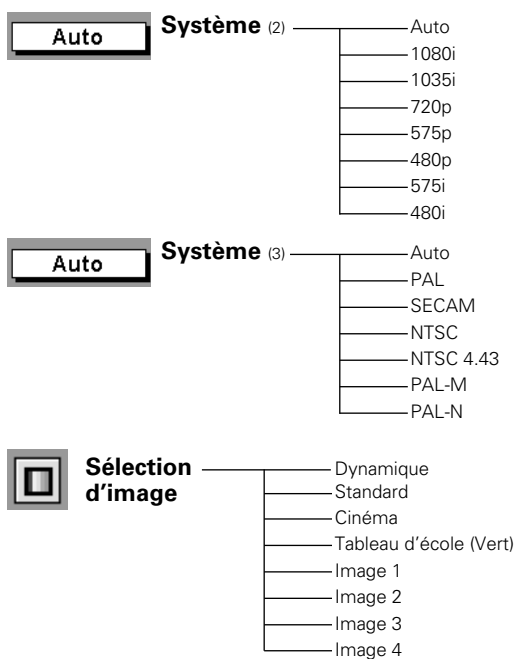 Auto
Système (2)
Auto
1080i
1035i
720p
575p
480p
575i
480i
Auto
Système (3)
Auto
PAL
SECAM
NTSC
NTSC 4.43
PAL-M
PAL-N
Sélection
d’image
Dynamique
Standard
Cinéma
Tableau d’école (Vert)
Image 1
Image 2
Image 3
Image 4